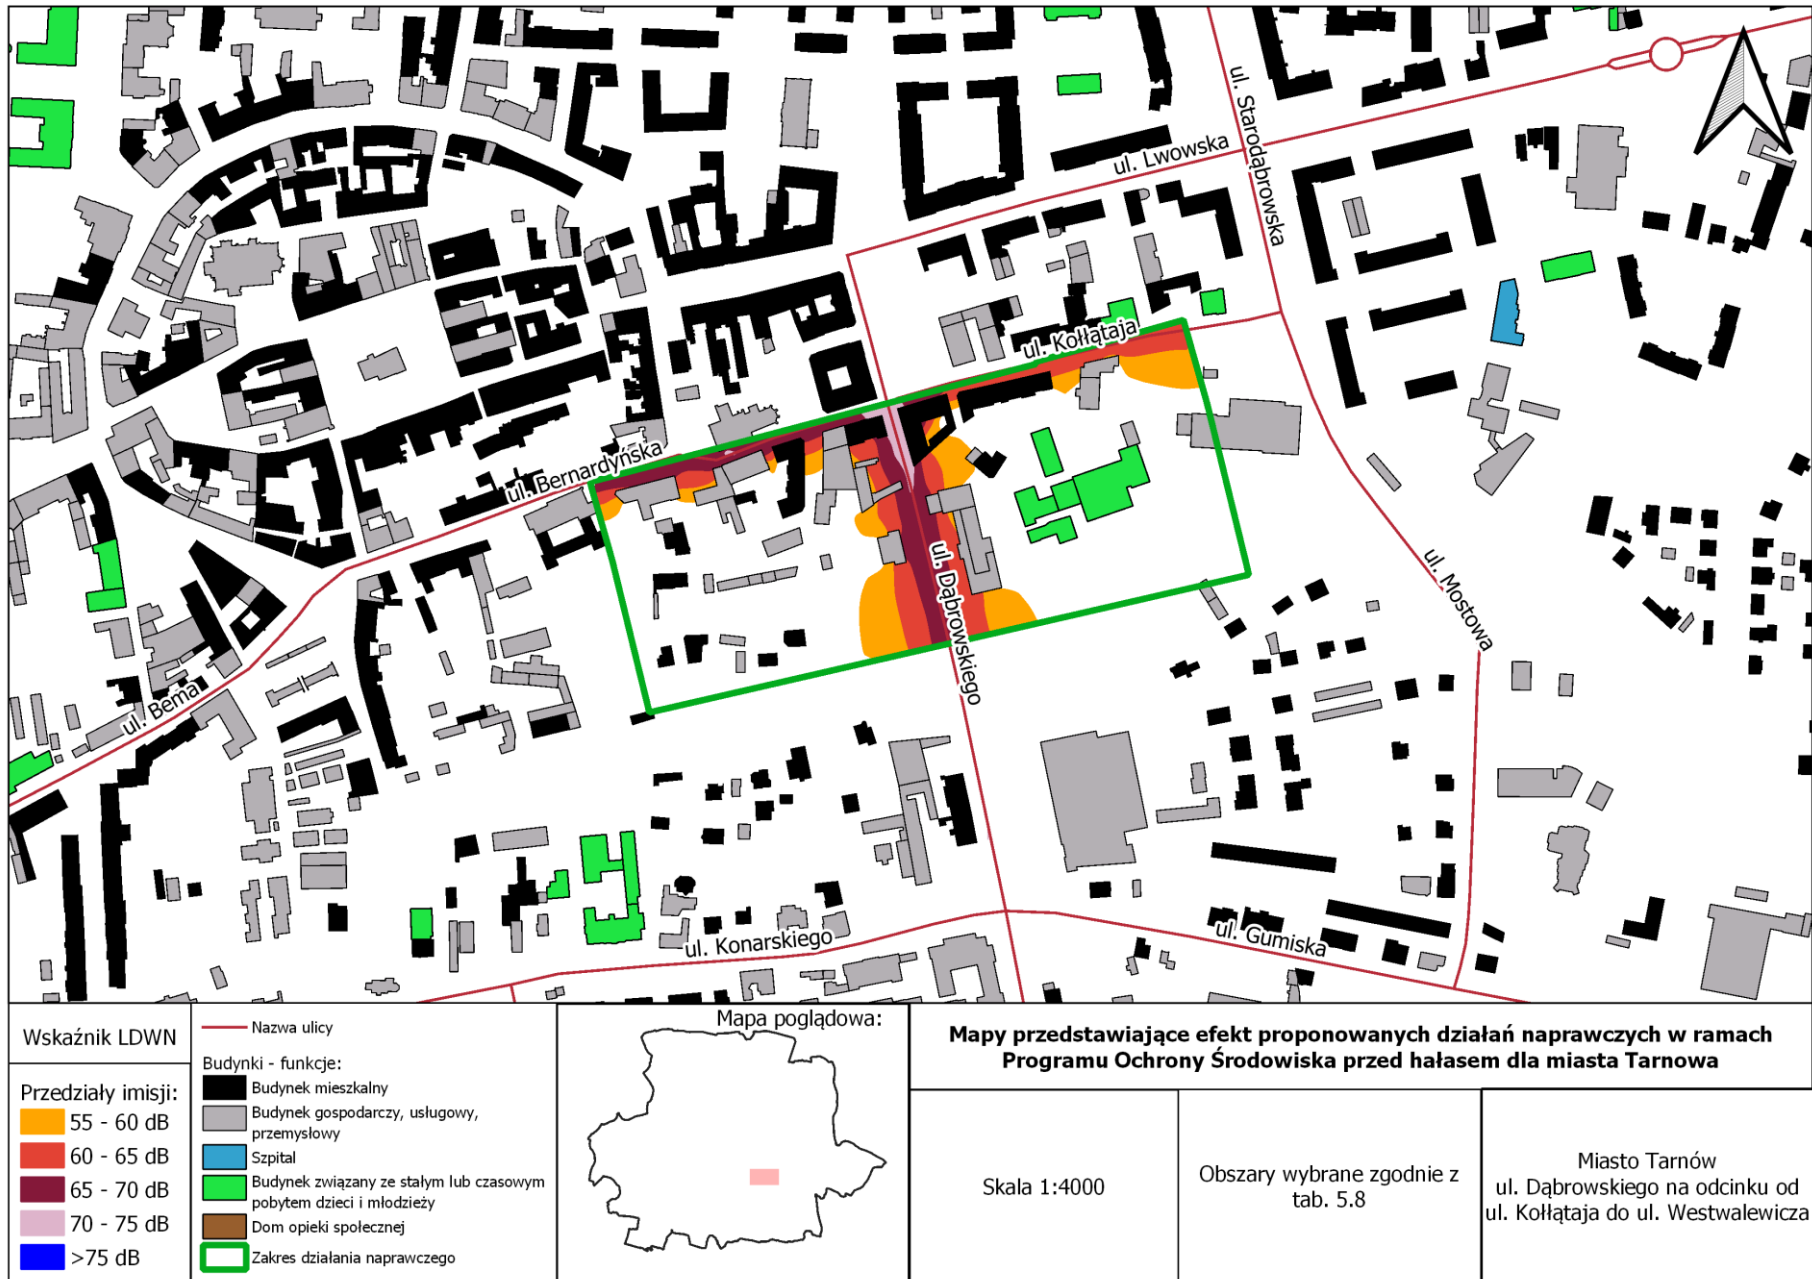 ul. Starodąbrowska
ul. Lwowska
ul. Kołłątaja
ul. Bernardyńska
ul. Dąbrowskiego
ul. Mostowa
ul. Bema
ul. Konarskiego
ul. Gumiska
Wskaźnik LDWN
Przedziały imisji:
55 - 60 dB
60 - 65 dB
65 - 70 dB
70 - 75 dB
>75 dB
Nazwa ulicy
Budynki - funkcje:
Budynek mieszkalny
Budynek gospodarczy, usługowy,
przemysłowy
Szpital
Budynek związany ze stałym lub czasowym
pobytem dzieci i młodzieży
Dom opieki społecznej
Zakres działania naprawczego
Mapa poglądowa:
Mapy przedstawiające efekt proponowanych działań naprawczych w ramach
Programu Ochrony Środowiska przed hałasem dla miasta Tarnowa
Skala 1:4000
Obszary wybrane zgodnie z
tab. 5.8
Miasto Tarnów
ul. Dąbrowskiego na odcinku od
ul. Kołłątaja do ul. Westwalewicza